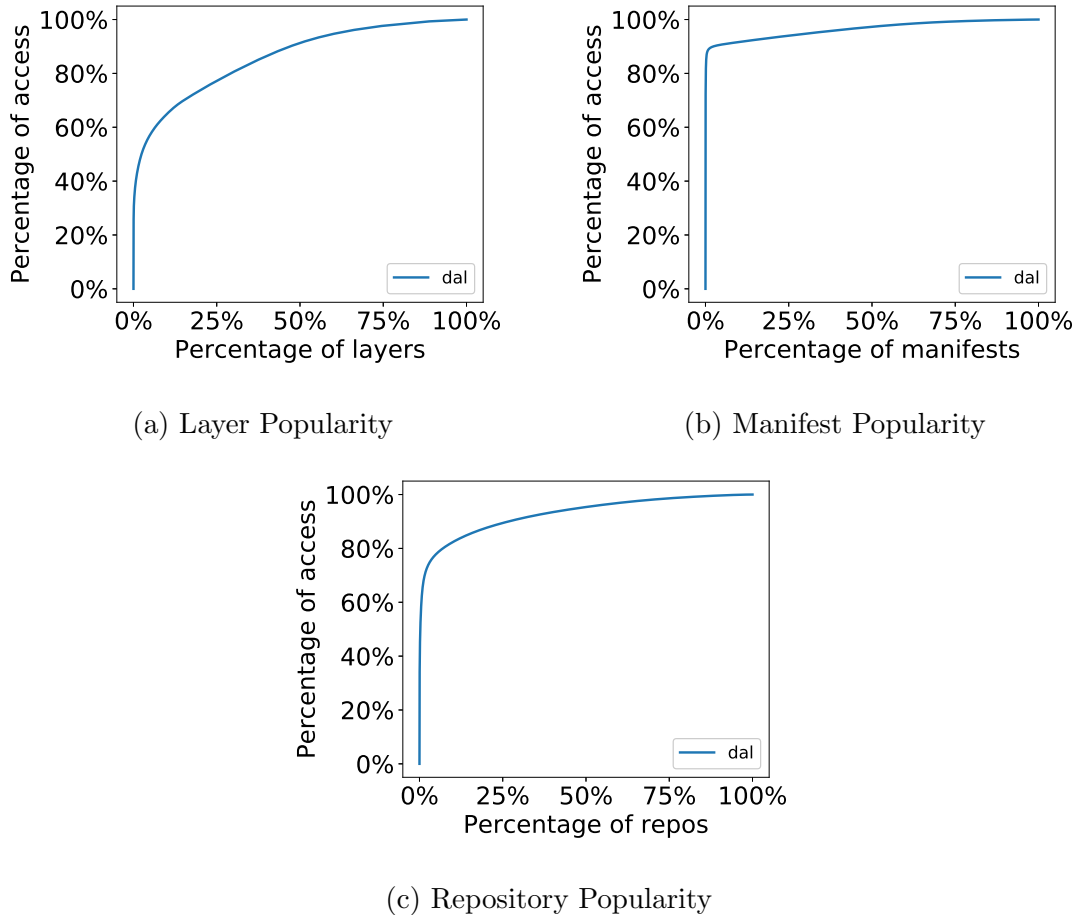 100%
80%
60%
40%
20%
0%
Percentage of access
dal
0% 25% 50% 75% 100%
Percentage of layers
(a) Layer Popularity
100%
80%
60%
40%
20%
0%
Percentage of access
dal
0% 25% 50% 75% 100%
Percentage of manifests
(b) Manifest Popularity
100%
80%
60%
40%
20%
0%
Percentage of access
dal
0% 25% 50% 75% 100%
Percentage of repos
(c) Repository Popularity